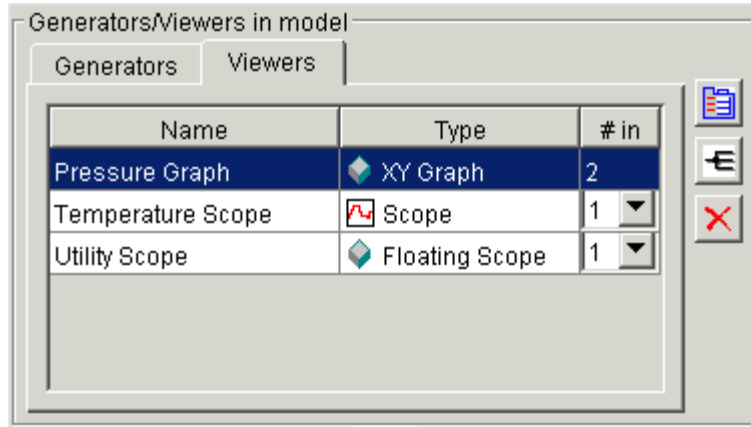 Generators/Viewers in model
Generators Viewers
Name Type # in
Pressure Graph XY Graph 2
Temperature Scope Scope 1
Utility Scope Floating Scope 1